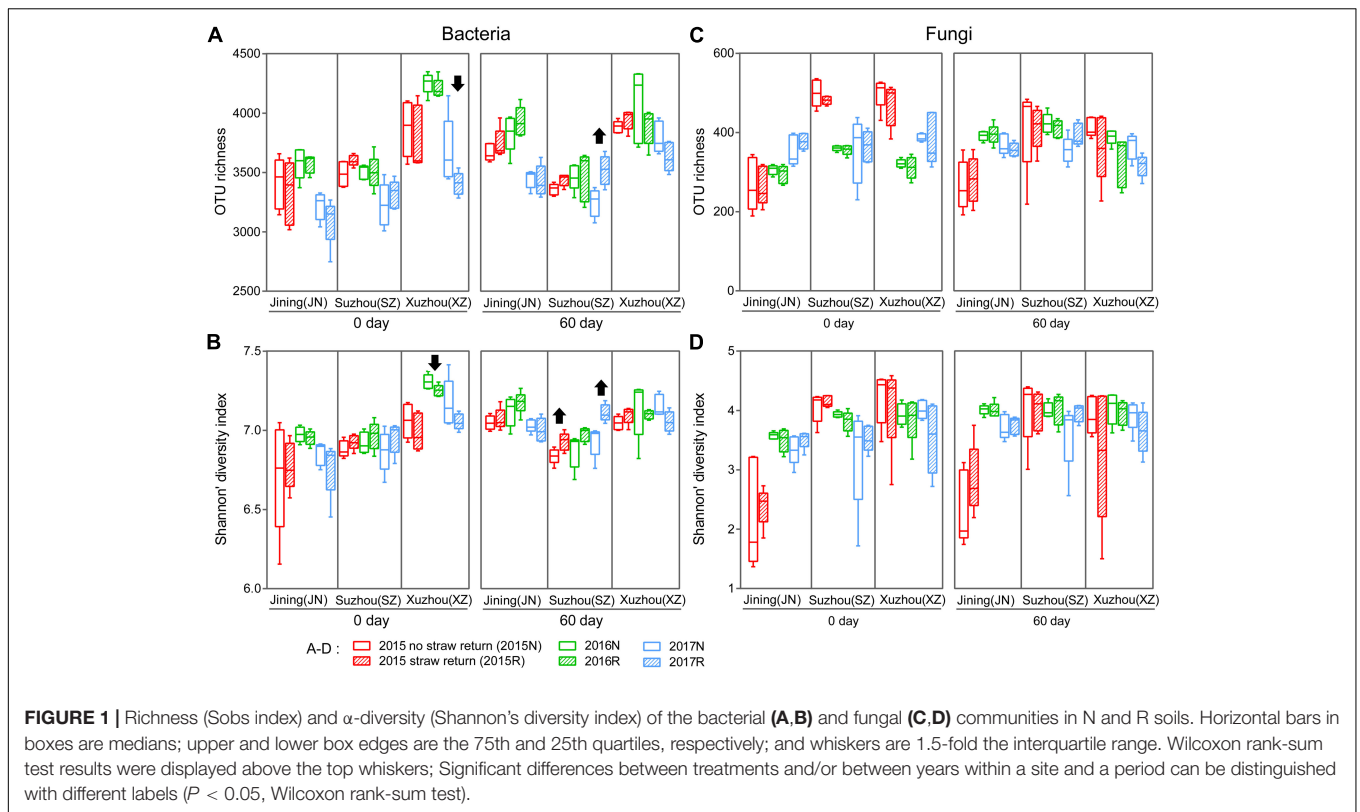 A Bacteria C Fungi
4500
4000
3500
3000
2500
OTU richness
600
400
200
0
OTU richness
Jining(JN) Suzhou(SZ) Xuzhou(XZ) Jining(JN) Suzhou(SZ) Xuzhou(XZ) Jining(JN) Suzhou(SZ) Xuzhou(XZ) Jining(JN) Suzhou(SZ) Xuzhou(XZ)
0 day 60 day 0 day 60 day
B D
7.5
7.0
6.5
6.0
Shannon' diversity index
5
4
3
2
1
Shannon' diversity index
Jining(JN) Suzhou(SZ) Xuzhou(XZ) Jining(JN) Suzhou(SZ) Xuzhou(XZ) Jining(JN) Suzhou(SZ) Xuzhou(XZ) Jining(JN) Suzhou(SZ) Xuzhou(XZ)
0 day 60 day 0 day 60 day
A-D : 2015 no straw return (2015N) 2016N 2017N
2015 straw return (2015R) 2016R 2017R
FIGURE 1 | Richness (Sobs index) and α-diversity (Shannon's diversity index) of the bacterial (A,B) and fungal (C,D) communities in N and R soils. Horizontal bars in
boxes are medians; upper and lower box edges are the 75th and 25th quartiles, respectively; and whiskers are 1.5-fold the interquartile range. Wilcoxon rank-sum
test results were displayed above the top whiskers; Significant differences between treatments and/or between years within a site and a period can be distinguished
with different labels (P < 0.05, Wilcoxon rank-sum test).